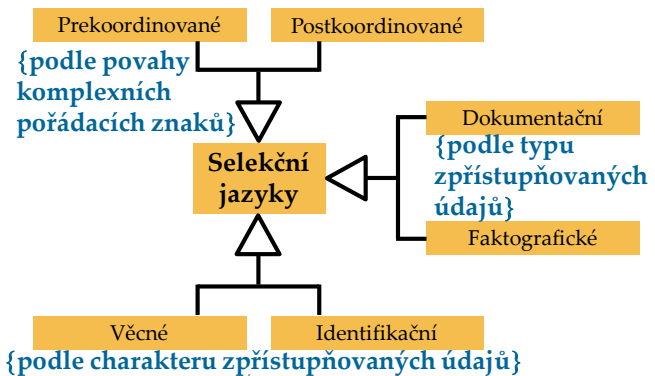 Prekoordinované
Postkoordinované
{podle povahy
komplexních
pořádacích znaků}
Dokumentační
{podle typu
zpřístupňovaných
údajů}
Selekční
jazyky
Faktografické
Věcné
Identifikační
{podle charakteru zpřístupňovaných údajů}